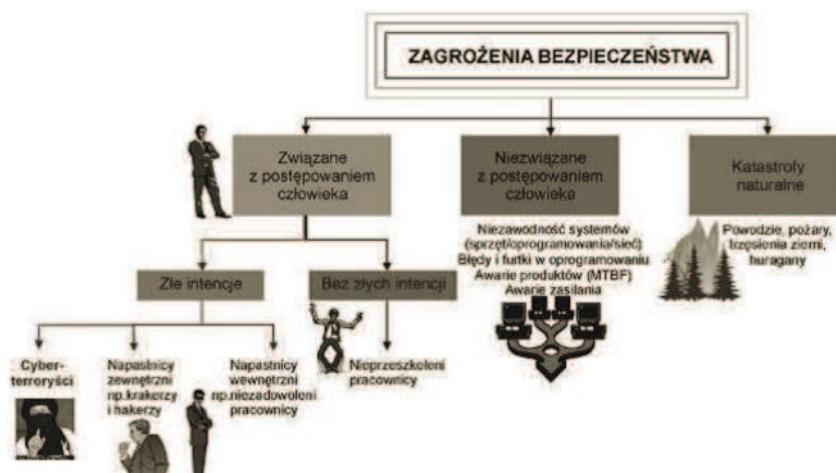 ZAGROŻENIA BEZPIECZEŃSTWA
Związane
z postępowaniem
człowieka
Niezwiązane
z postępowaniem
człowieka
Katastrofy
naturalne
Niezawodność systemów
(sprzęt/oprogramowania/sieć)
Błędy i furtki w oprogramowaniu
Awarie produktów (MTBF)
Awarie zasilania
Powodzie, pożary,
trzęsienia ziemi,
huragany
Złe intencje
Bez złych intencji
Cyber-
terroryści
Napastnicy
zewnętrzni
np.krakerzy
i hakerzy
Napastnicy
wewnętrzni
np.niezadowoleni
pracownicy
Nieprzeszkoleni
pracownicy